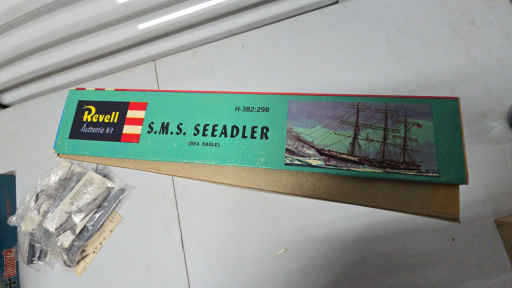 Revell
Authentic Kit
H-382:298
S.M.S. SEEADLER
(SEA EAGLE)